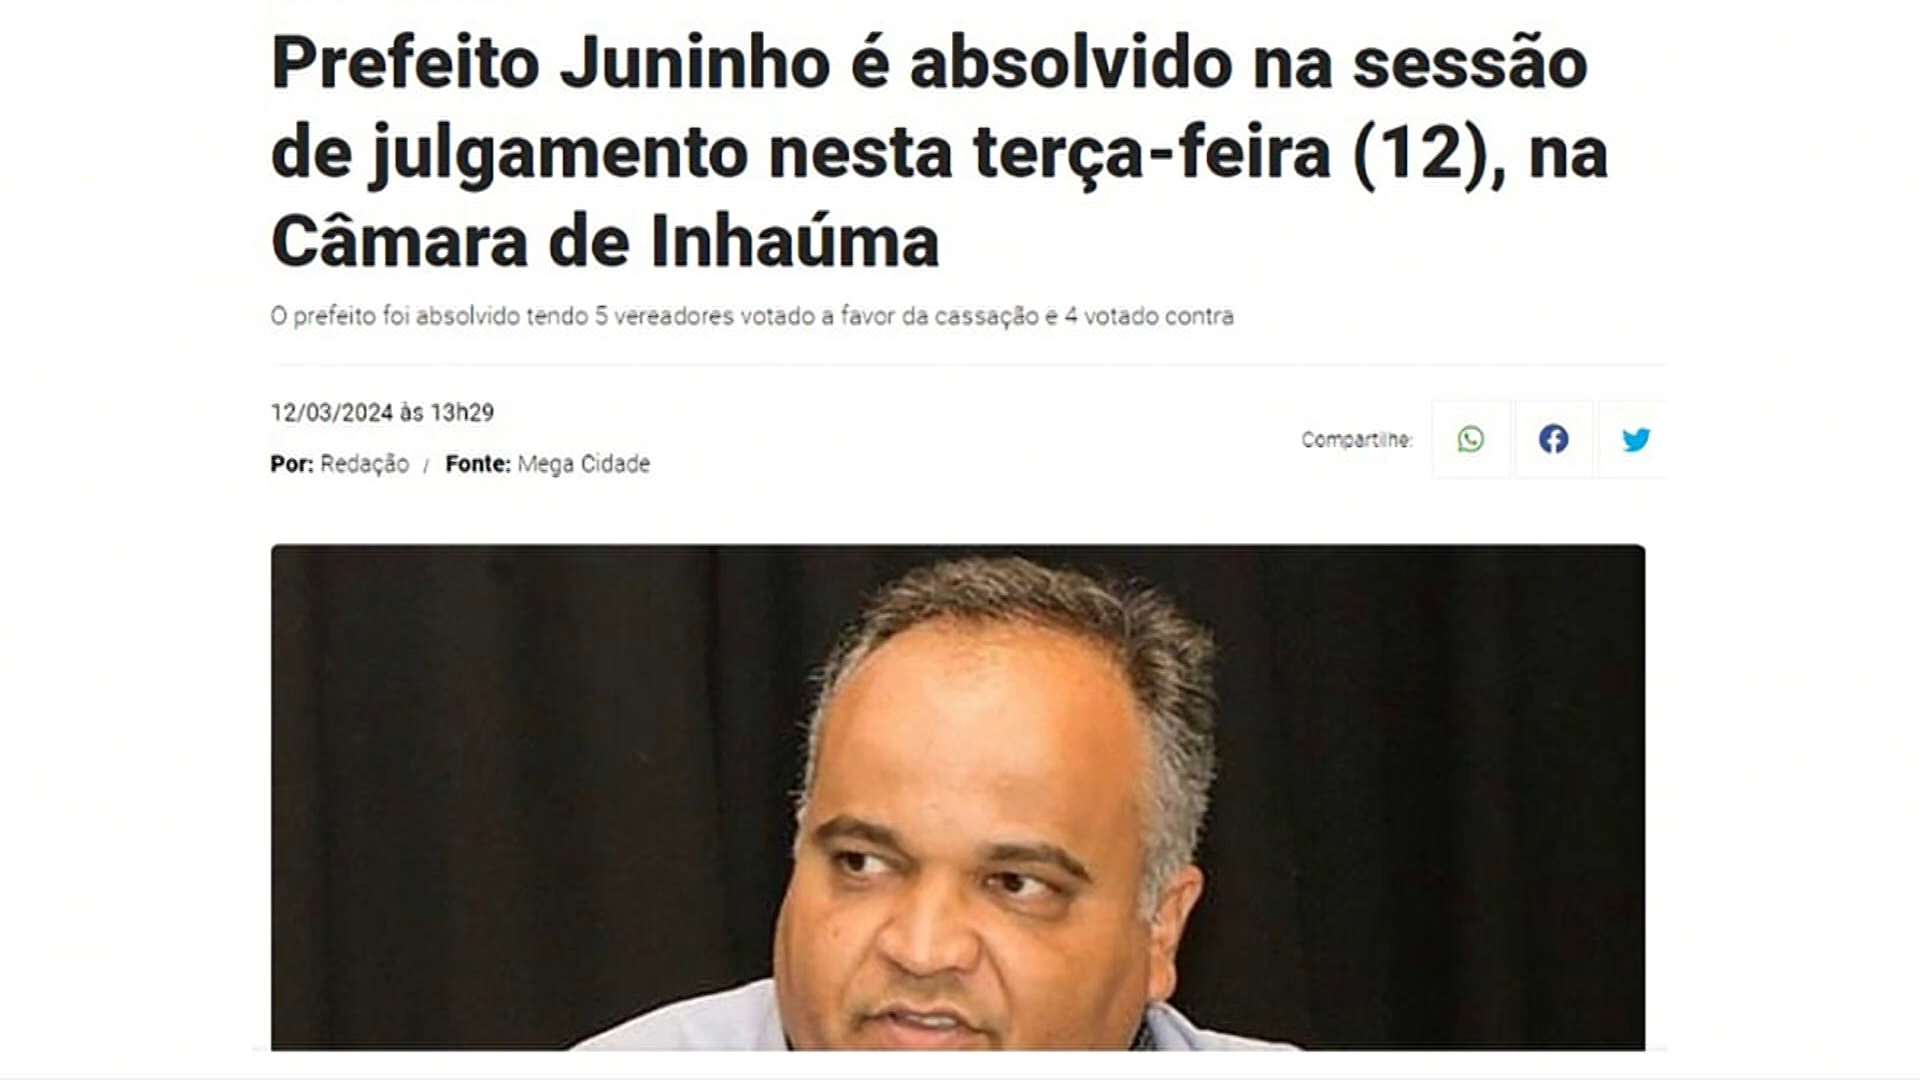 Prefeito Juninho é absolvido na sessão
de julgamento nesta terça-feira (12), na
Câmara de Inhaúma
O prefeito foi absolvido tendo 5 vereadores votado a favor da cassação e 4 votado contra
12/03/2024 às 13h29
Compartilhe:
Por: Redação / Fonte: Mega Cidade